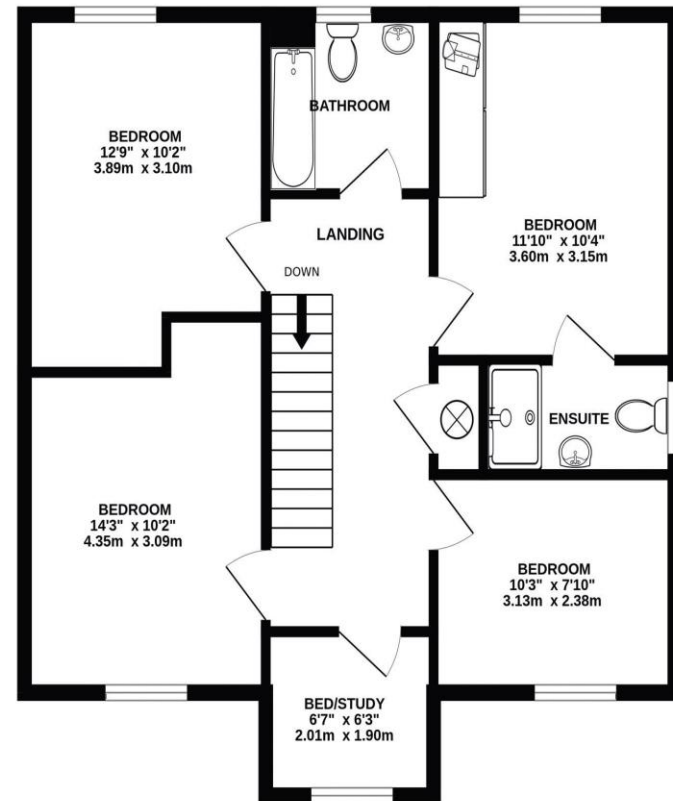 BATHROOM
BEDROOM
12'9" x 10'2"
3.89m x 3.10m
LANDING
DOWN
BEDROOM
11'10" x 10'4"
3.60m x 3.15m
ENSUITE
BEDROOM
14'3" x 10'2"
4.35m x 3.09m
BEDROOM
10'3" x 7'10"
3.13m x 2.38m
BED/STUDY
6'7" x 6'3"
2.01m x 1.90m